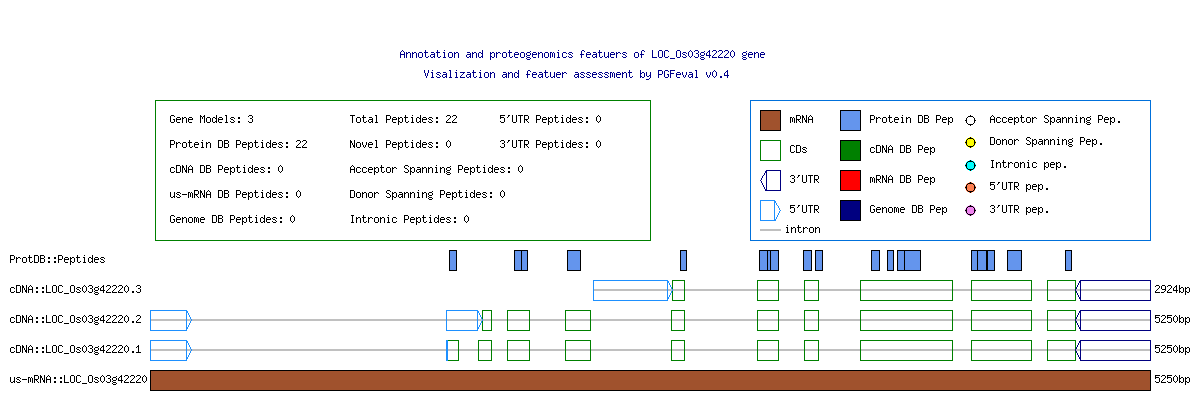 Annotation and proteogenomics featuers of LOC_Os03g42220 gene
Visalization and featuer assessment by PGFeval v0.4
Gene Models: 3 Total Peptides: 22 5'UTR Peptides: 0
Protein DB Peptides: 22 Novel Peptides: 0 3'UTR Peptides: 0
cDNA DB Peptides: 0 Acceptor Spanning Peptides: 0
us-mRNA DB Peptides: 0 Donor Spanning Peptides: 0
Genome DB Peptides: 0 Intronic Peptides: 0
mRNA Protein DB Pep Acceptor Spanning Pep.
CDs cDNA DB Pep Donor Spanning Pep.
3'UTR mRNA DB Pep Intronic pep.
5'UTR Genome DB Pep 5'UTR pep.
intron 3'UTR pep.
ProtDB::Peptides
cDNA::LOC_Os03g42220.3 2924bp
cDNA::LOC_Os03g42220.2 5250bp
cDNA::LOC_Os03g42220.1 5250bp
us-mRNA::LOC_Os03g42220 5250bp